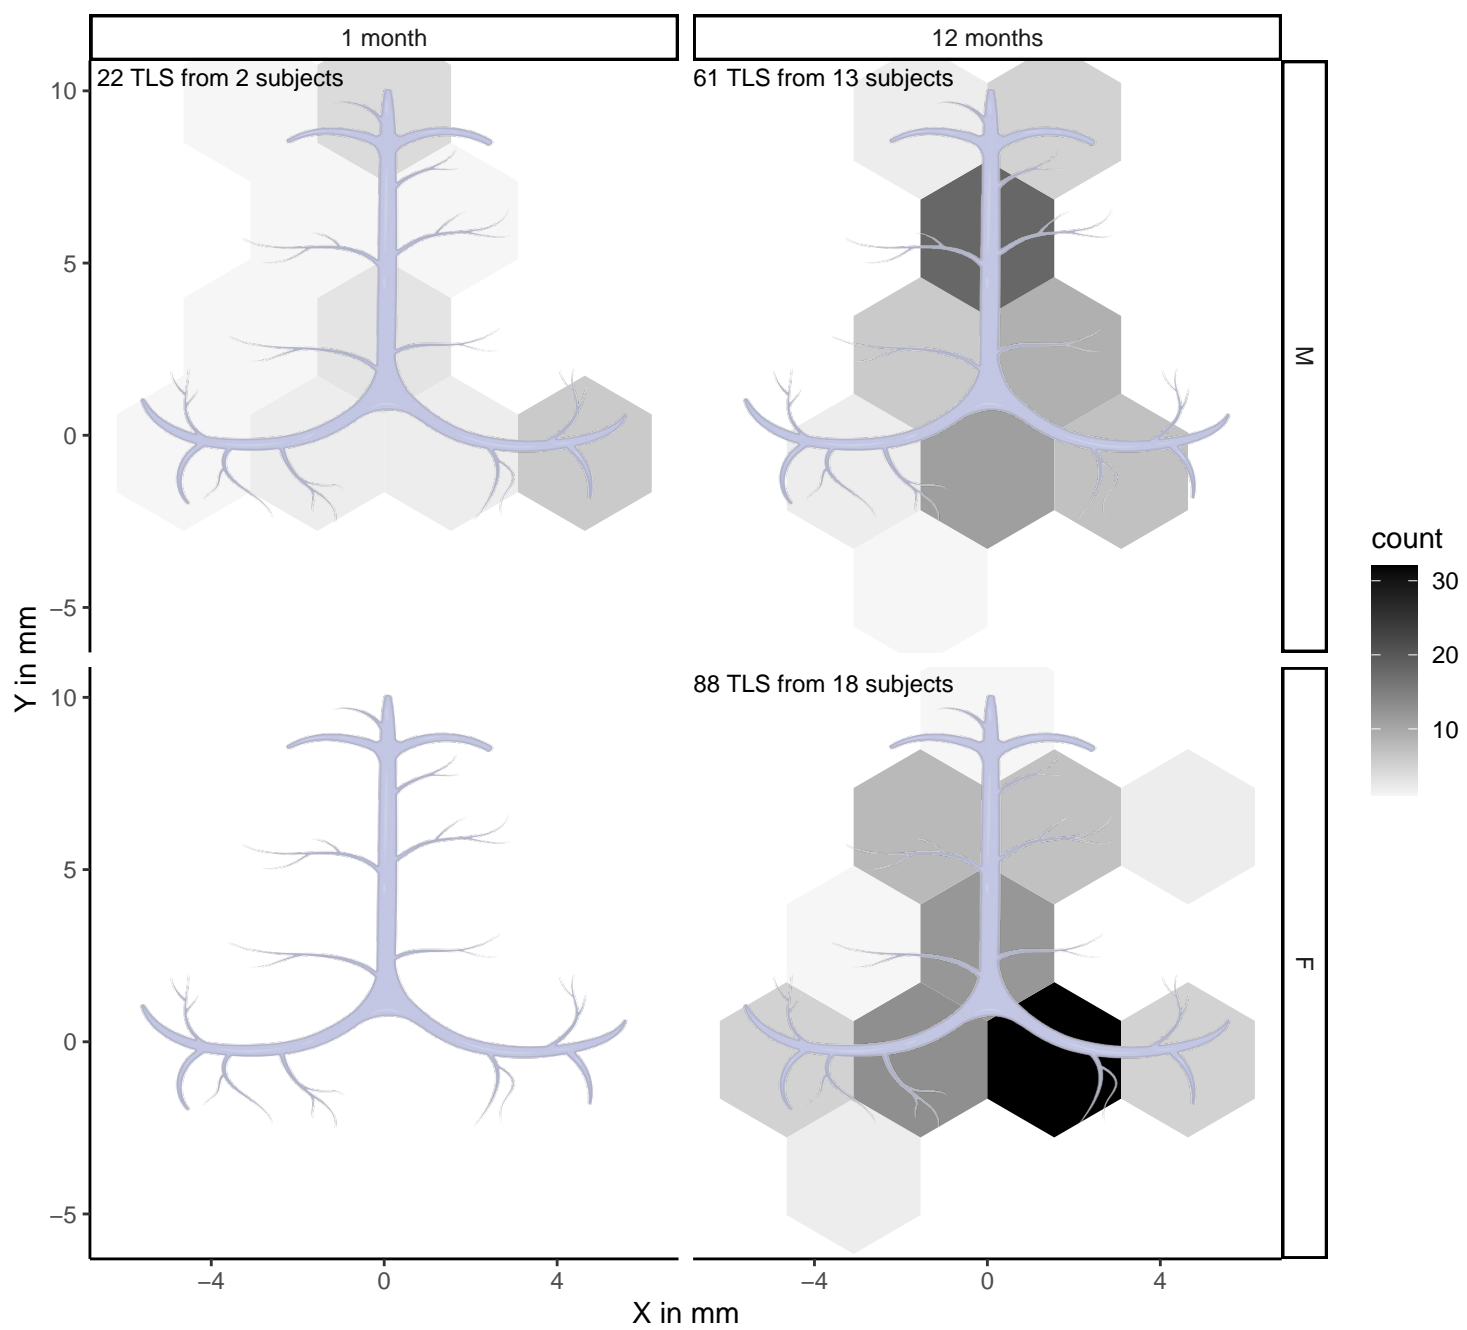 1 month
12 months
22 TLS from 2 subjects
61 TLS from 13 subjects
10
5
0
−5
M
Y in mm
88 TLS from 18 subjects
10
5
0
−5
F
−4
0
4
−4
0
4
X in mm
count
30
20
10